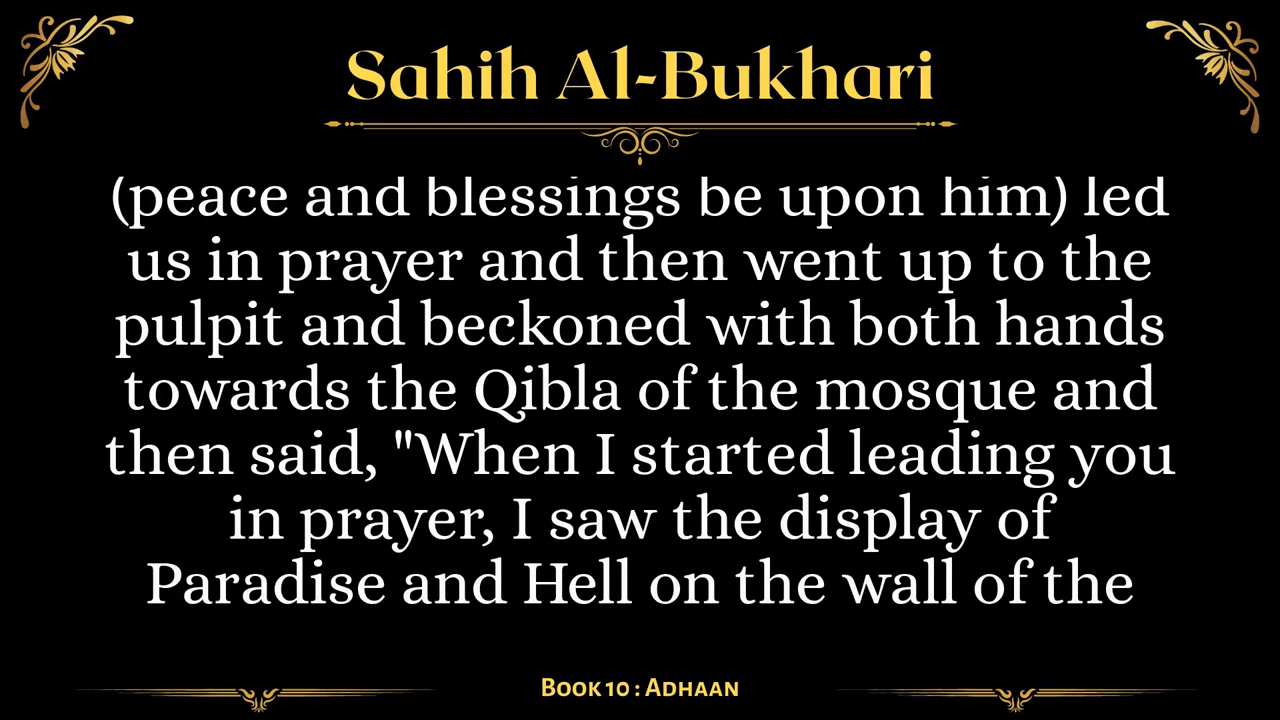 Sahih Al-Bukhari
(peace and blessings be upon him) led
us in prayer and then went up to the
pulpit and beckoned with both hands
towards the Qibla of the mosque and
then said, "When I started leading you
in prayer, I saw the display of
Paradise and Hell on the wall of the
Book 10 : Adhaan